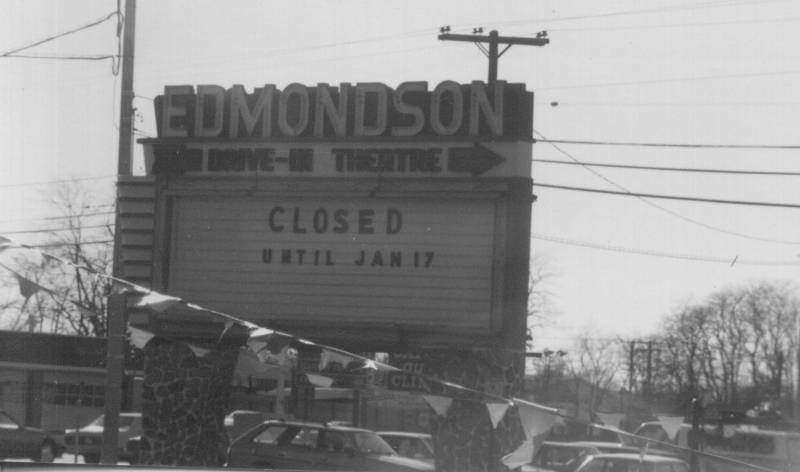 EDMONDSON
DRIVE-IN THEATRE
CLOSED
UNTIL JAN 17